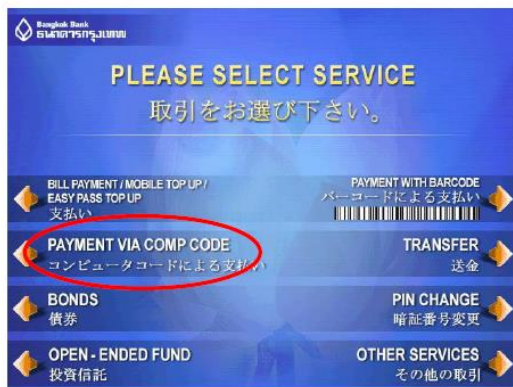 Bangkok Bank
ธนาคารกรุงเทพ
PLEASE SELECT SERVICE
取引をお選び下さい。
BILL PAYMENT / MOBILE TOP UP /
EASY PASS TOP UP
支払い
PAYMENT WITH BARCODE
バーコードによる支払い
PAYMENT VIA COMP CODE
コンピュータコードによる支払い
TRANSFER
送金
BONDS
債券
PIN CHANGE
暗証番号変更
OPEN - ENDED FUND
投資信託
OTHER SERVICES
その他の取引